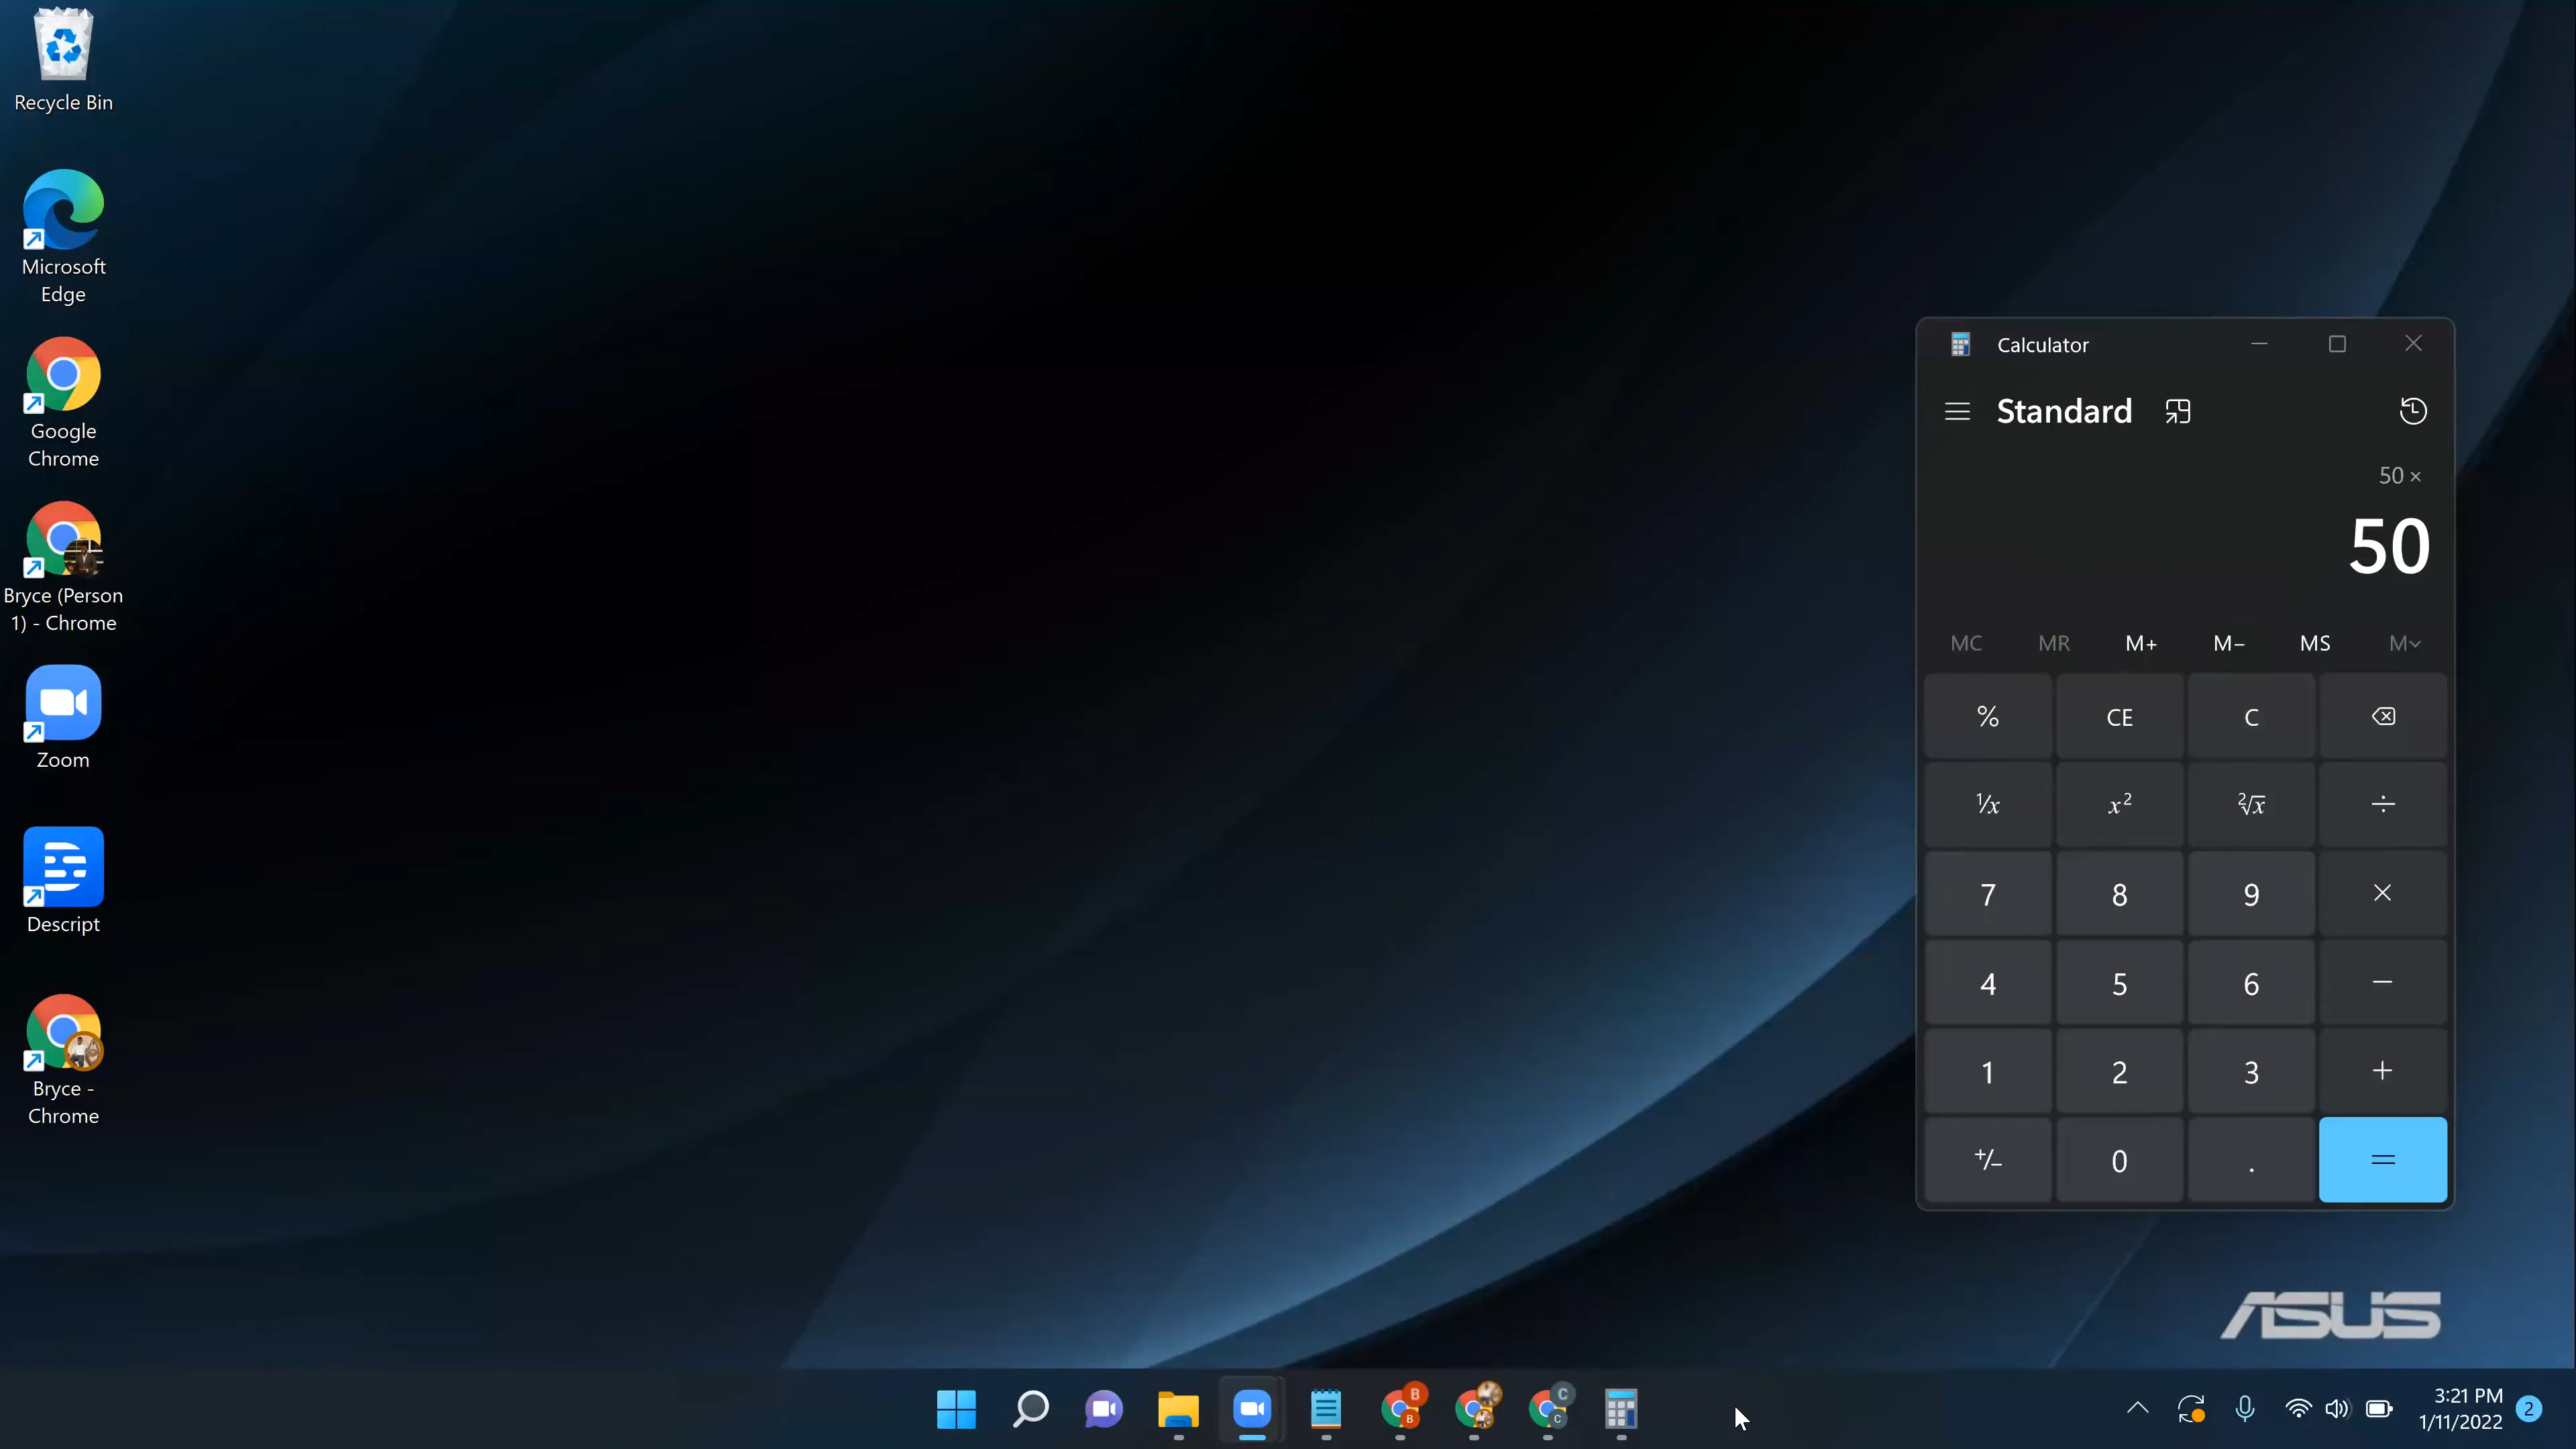 Recycle Bin
Microsoft
Edge
Google
Chrome
Bryce (Person
1) - Chrome
Zoom
Descript
Bryce -
Chrome
Calculator
Standard
50 ×
50
MC MR M+ M− MS M
% CE C
1/x x² ²√x ÷
7 8 9 ×
4 5 6 −
1 2 3 +
+/− 0 . =
ASUS
B
B
C
C
3:21 PM
1/11/2022
2